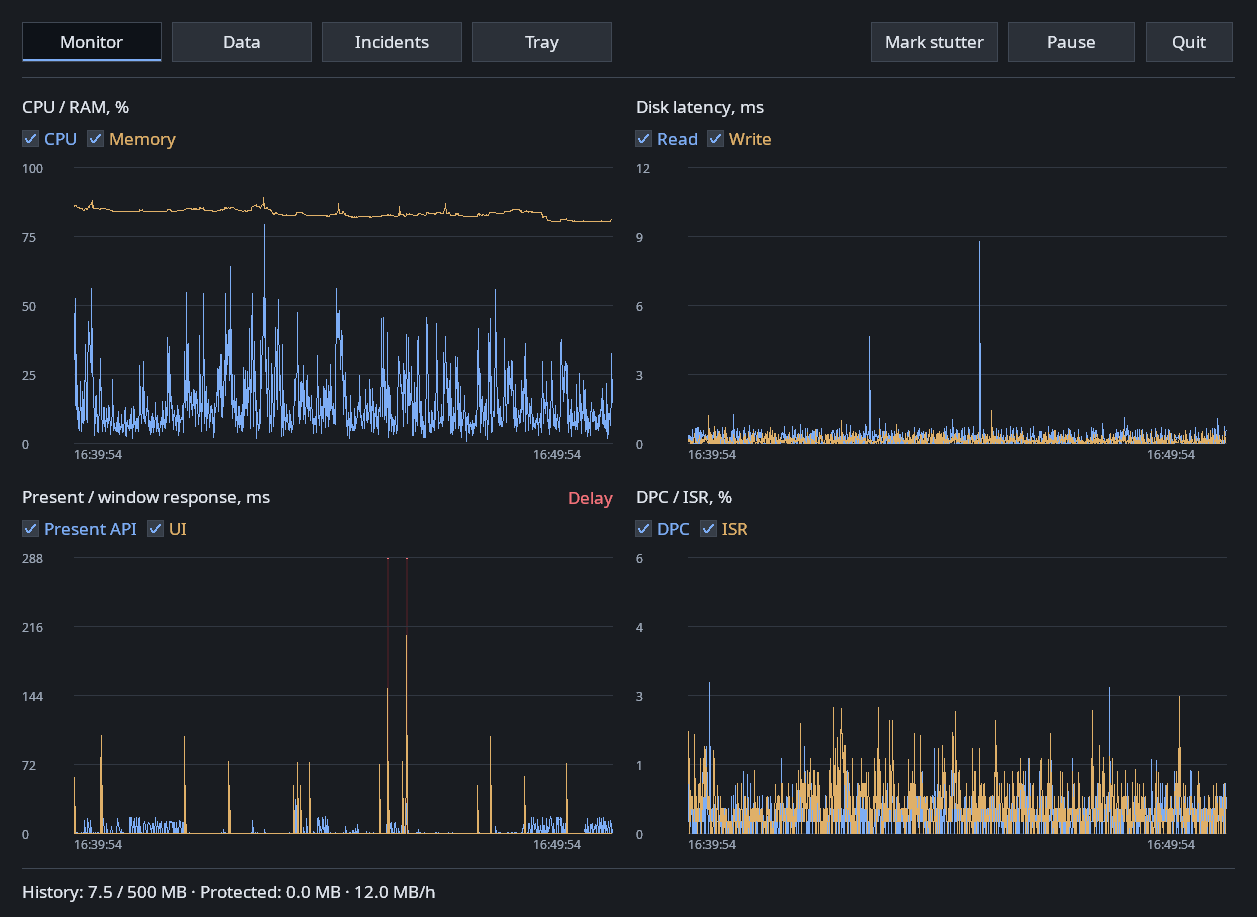 Monitor Data Incidents Tray Mark stutter Pause Quit
CPU / RAM, %
CPU Memory
100
75
50
25
0
16:39:54 16:49:54
Disk latency, ms
Read Write
12
9
6
3
0
16:39:54 16:49:54
Present / window response, ms Delay
Present API UI
288
216
144
72
0
16:39:54 16:49:54
DPC / ISR, %
DPC ISR
6
4
3
1
0
16:39:54 16:49:54
History: 7.5 / 500 MB · Protected: 0.0 MB · 12.0 MB/h